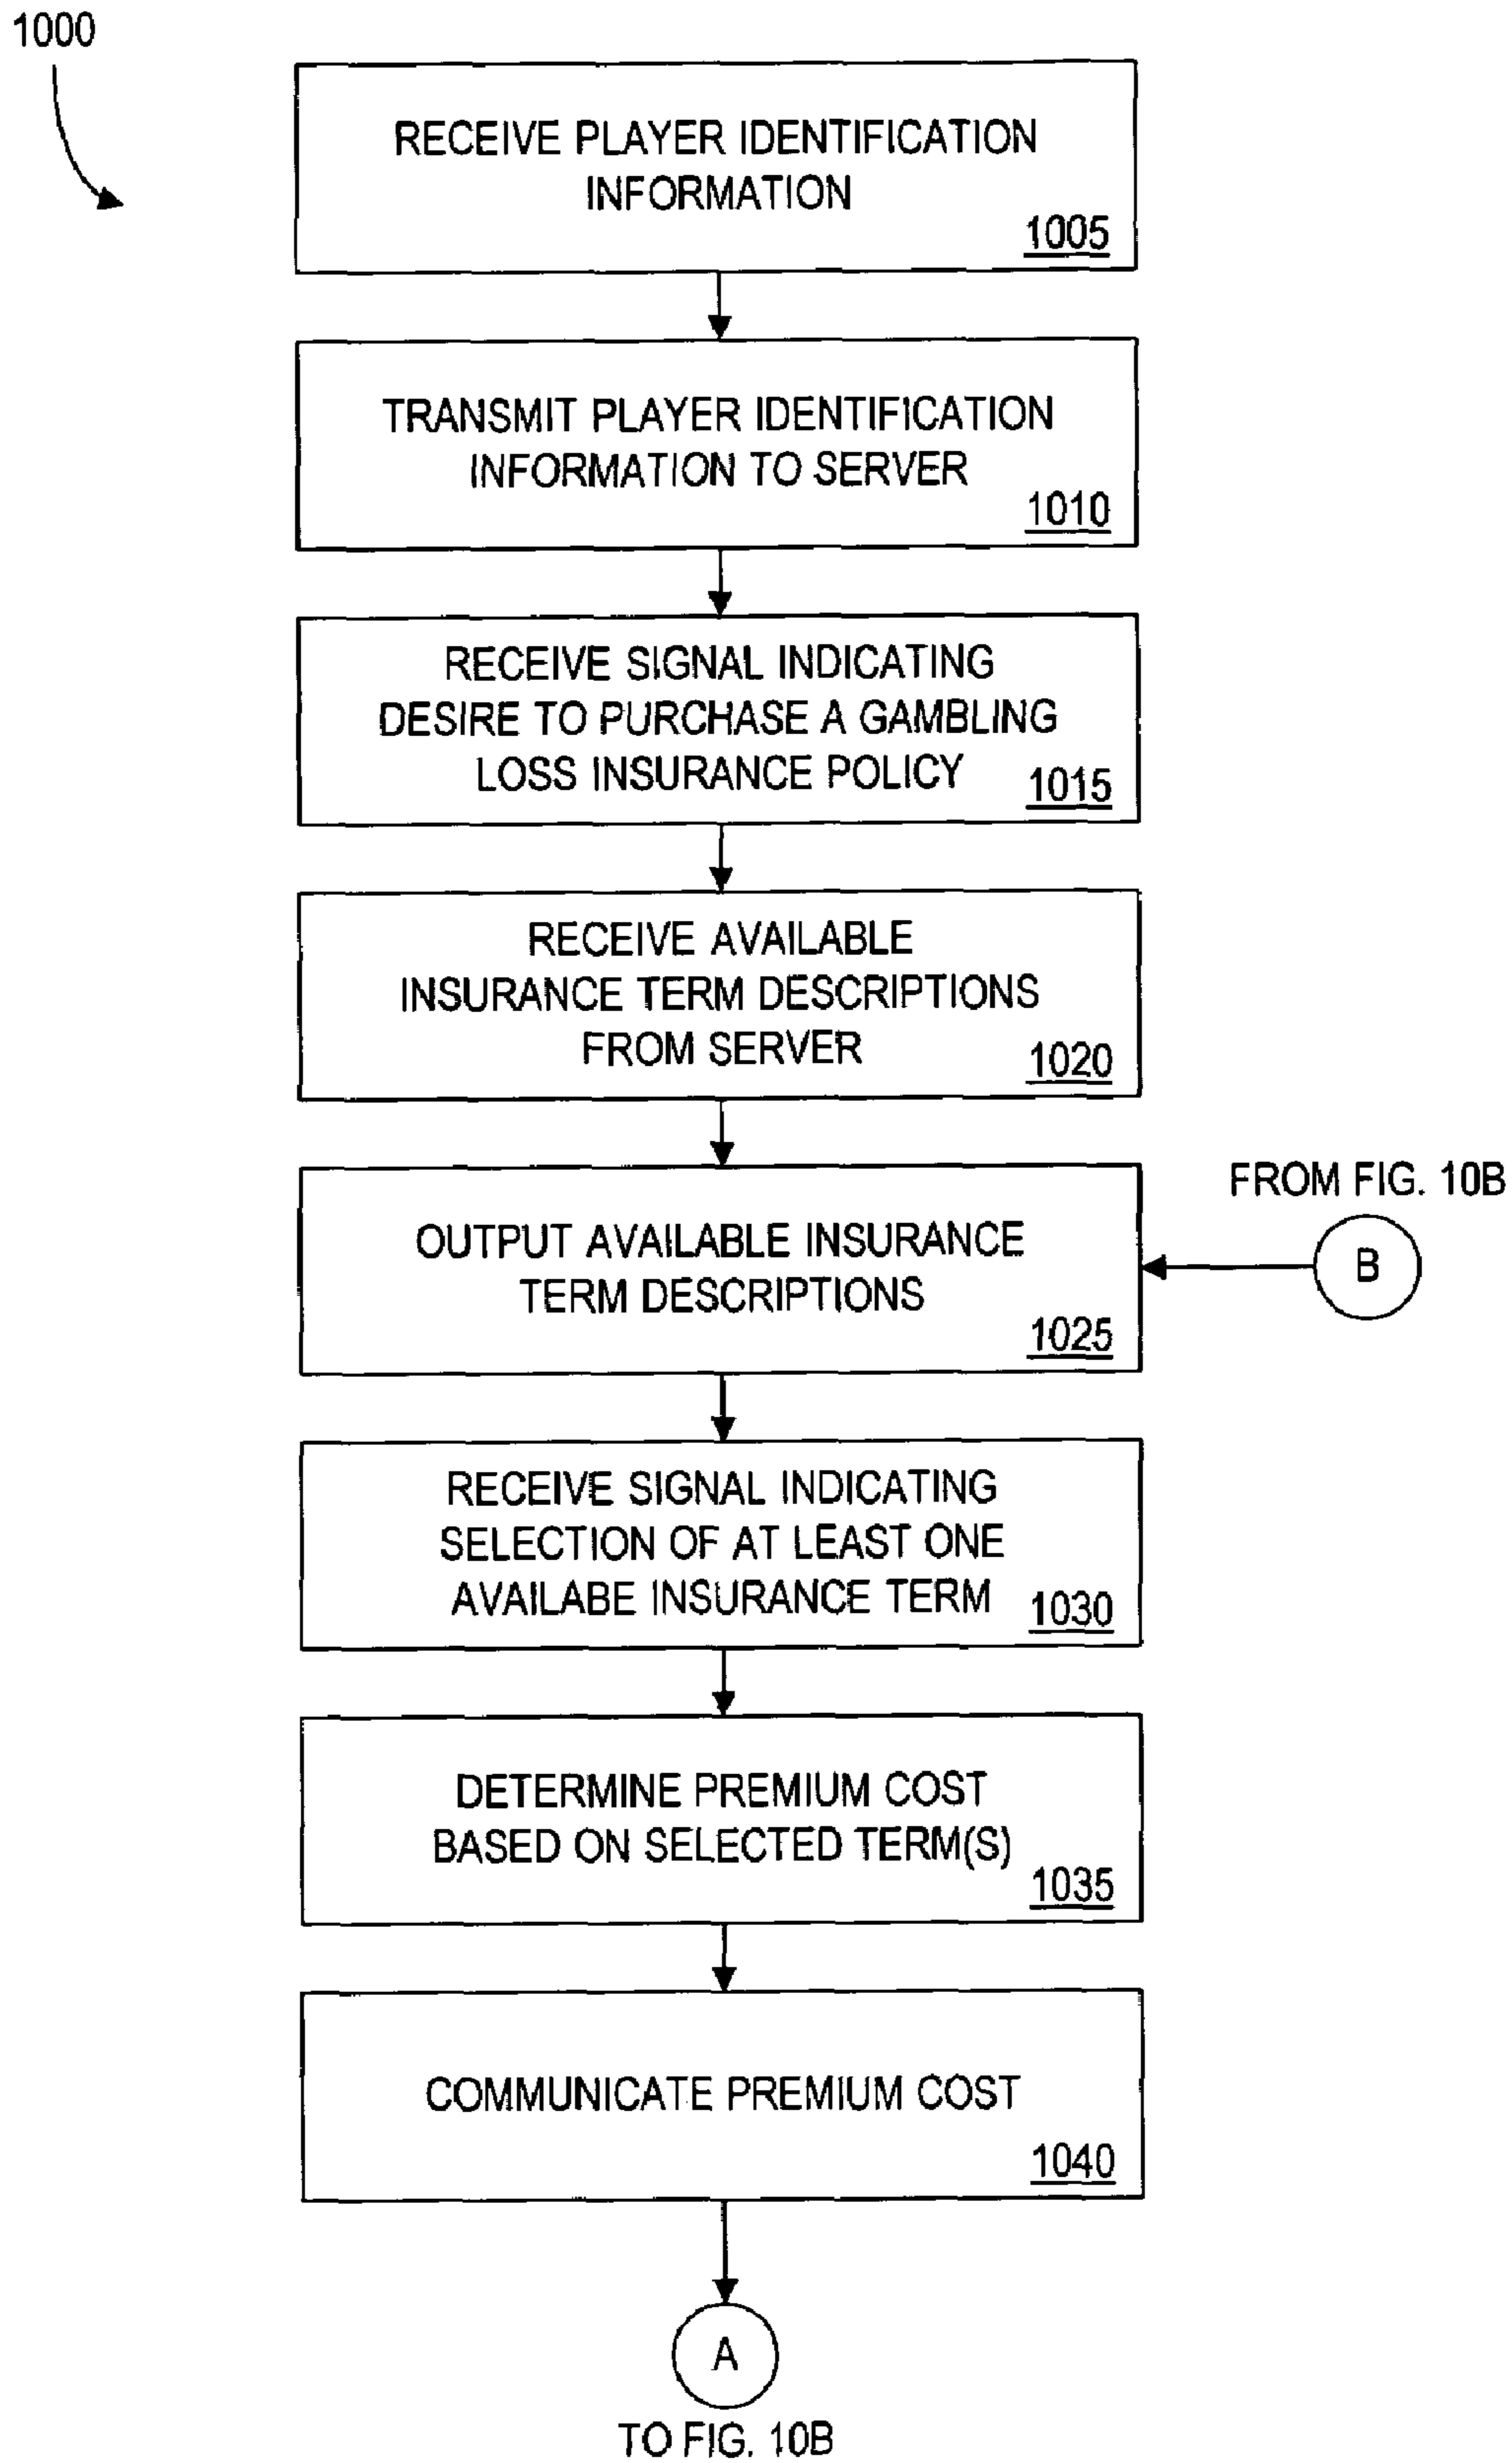 1000
RECEIVE PLAYER IDENTIFICATION
INFORMATION
1005
TRANSMIT PLAYER IDENTIFICATION
INFORMATION TO SERVER
1010
RECEIVE SIGNAL INDICATING
DESIRE TO PURCHASE A GAMBLING
LOSS INSURANCE POLICY
1015
RECEIVE AVAILABLE
INSURANCE TERM DESCRIPTIONS
FROM SERVER
1020
FROM FIG. 10B
B
OUTPUT AVAILABLE INSURANCE
TERM DESCRIPTIONS
1025
RECEIVE SIGNAL INDICATING
SELECTION OF AT LEAST ONE
AVAILABE INSURANCE TERM
1030
DETERMINE PREMIUM COST
BASED ON SELECTED TERM(S)
1035
COMMUNICATE PREMIUM COST
1040
A
TO FIG. 10B